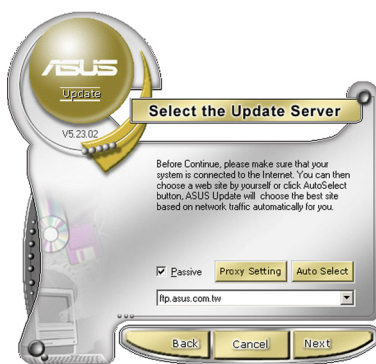 ASUS
Update
V5.23.02
Select the Update Server
Before Continue, please make sure that your
system is connected to the Internet. You can then
choose a web site by yourself or click AutoSelect
button, ASUS Update will choose the best site
based on network traffic automatically for you.
Passive
Proxy Setting
Auto Select
ftp.asus.com.tw
Back
Cancel
Next